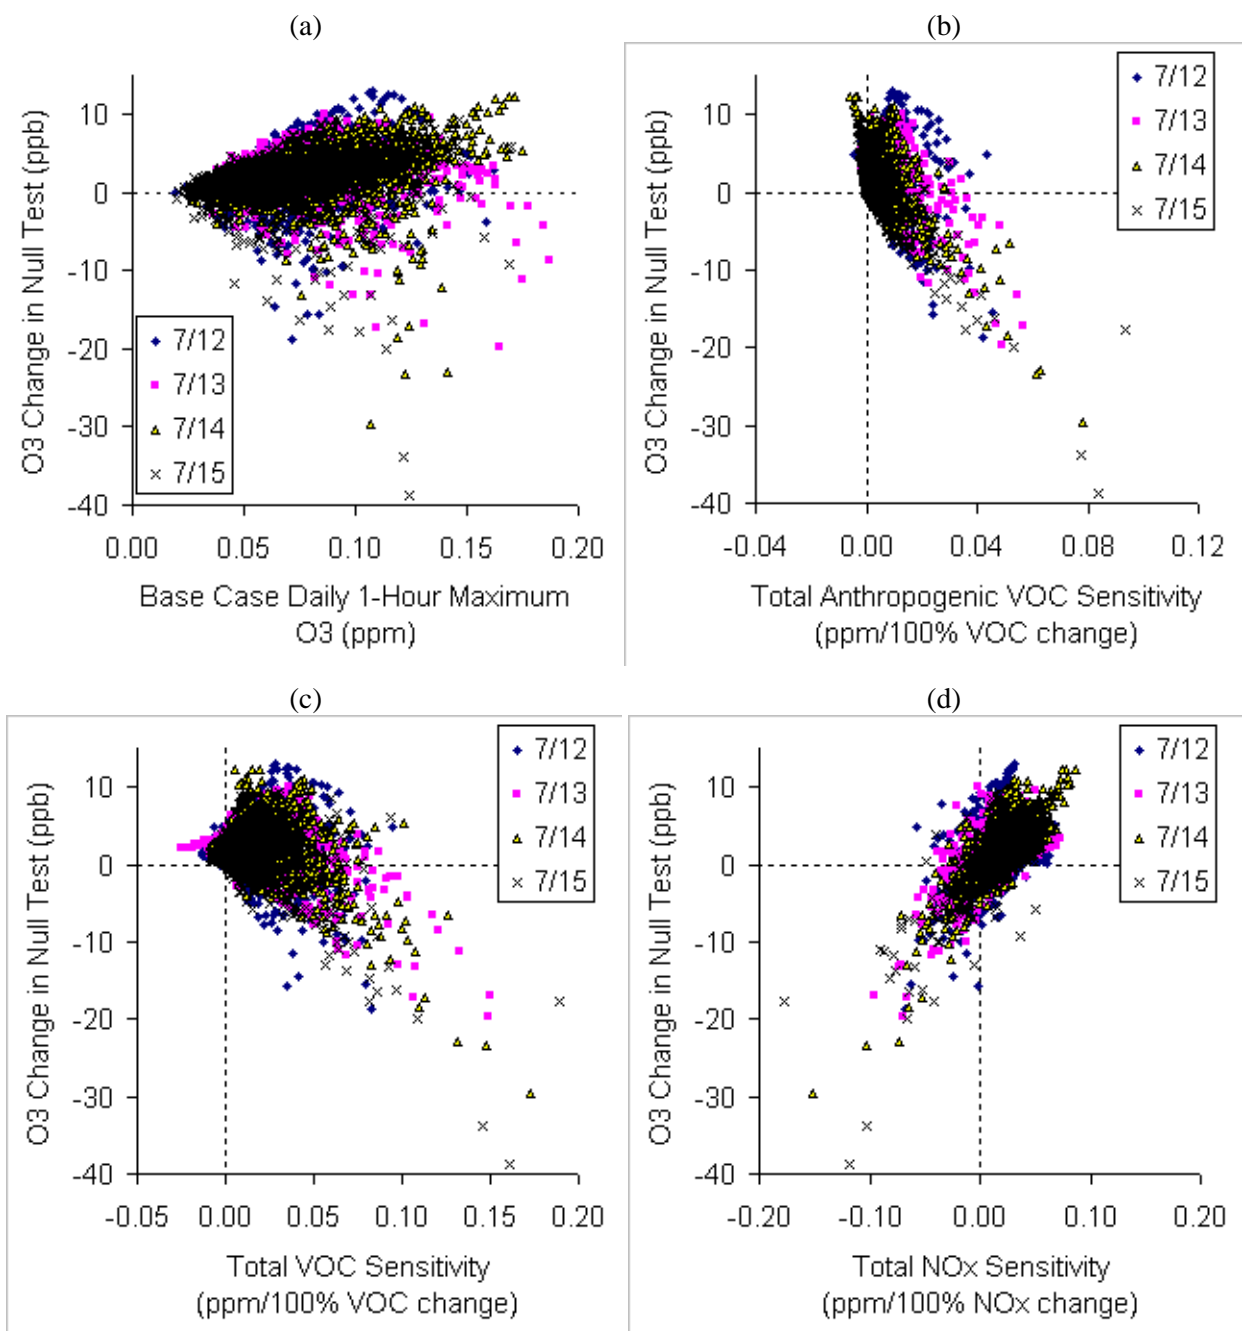 (a)
O3 Change in Null Test (ppb)
10
0
-10
-20
-30
-40
7/12
7/13
7/14
7/15
0.00 0.05 0.10 0.15 0.20
Base Case Daily 1-Hour Maximum
O3 (ppm)
(b)
O3 Change in Null Test (ppb)
7/12
7/13
7/14
7/15
10
0
-10
-20
-30
-40
-0.04 0.00 0.04 0.08 0.12
Total Anthropogenic VOC Sensitivity
(ppm/100% VOC change)
(c)
O3 Change in Null Test (ppb)
7/12
7/13
7/14
7/15
10
0
-10
-20
-30
-40
-0.05 0.00 0.05 0.10 0.15 0.20
Total VOC Sensitivity
(ppm/100% VOC change)
(d)
O3 Change in Null Test (ppb)
7/12
7/13
7/14
7/15
10
0
-10
-20
-30
-40
-0.20 -0.10 0.00 0.10 0.20
Total NOx Sensitivity
(ppm/100% NOx change)